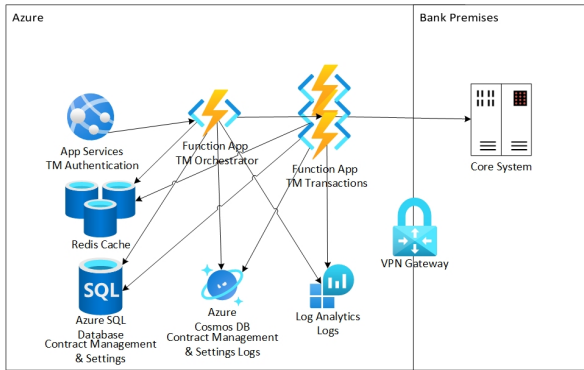 Azure
Bank Premises
App Services
TM Authentication
Function App
TM Orchestrator
Function App
TM Transactions
Core System
Redis Cache
VPN Gateway
SQL
Azure SQL
Database
Contract Management
& Settings
Azure
Cosmos DB
Contract Management
& Settings Logs
Log Analytics
Logs